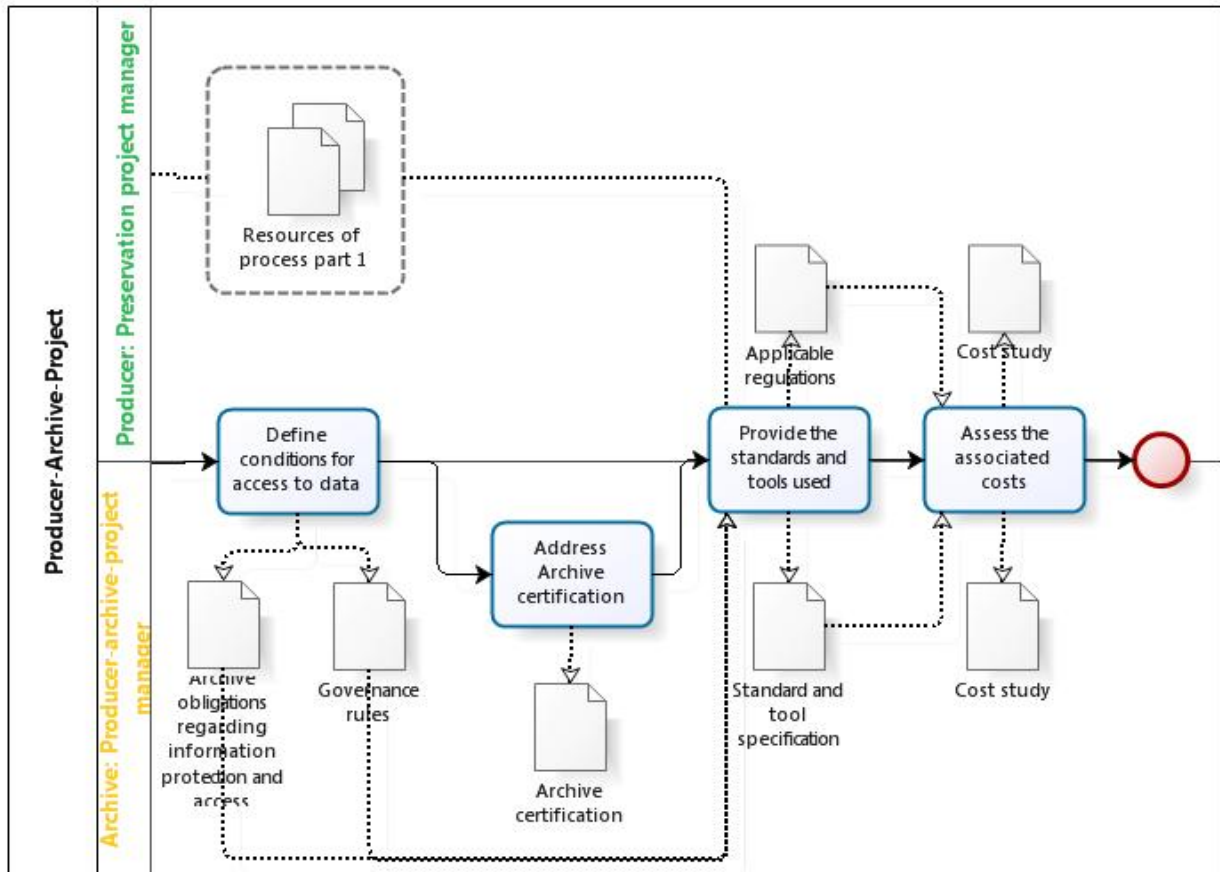 Producer-Archive-Project
Producer: Preservation project manager
Archive: Producer-archive-project
manager
Resources of
process part 1
Define
conditions for
access to data
Address
Archive
certification
Provide the
standards and
tools used
Assess the
associated
costs
Applicable
regulations
Cost study
Archive
obligations
regarding
information
protection and
access
Governance
rules
Archive
certification
Standard and
tool
specification
Cost study